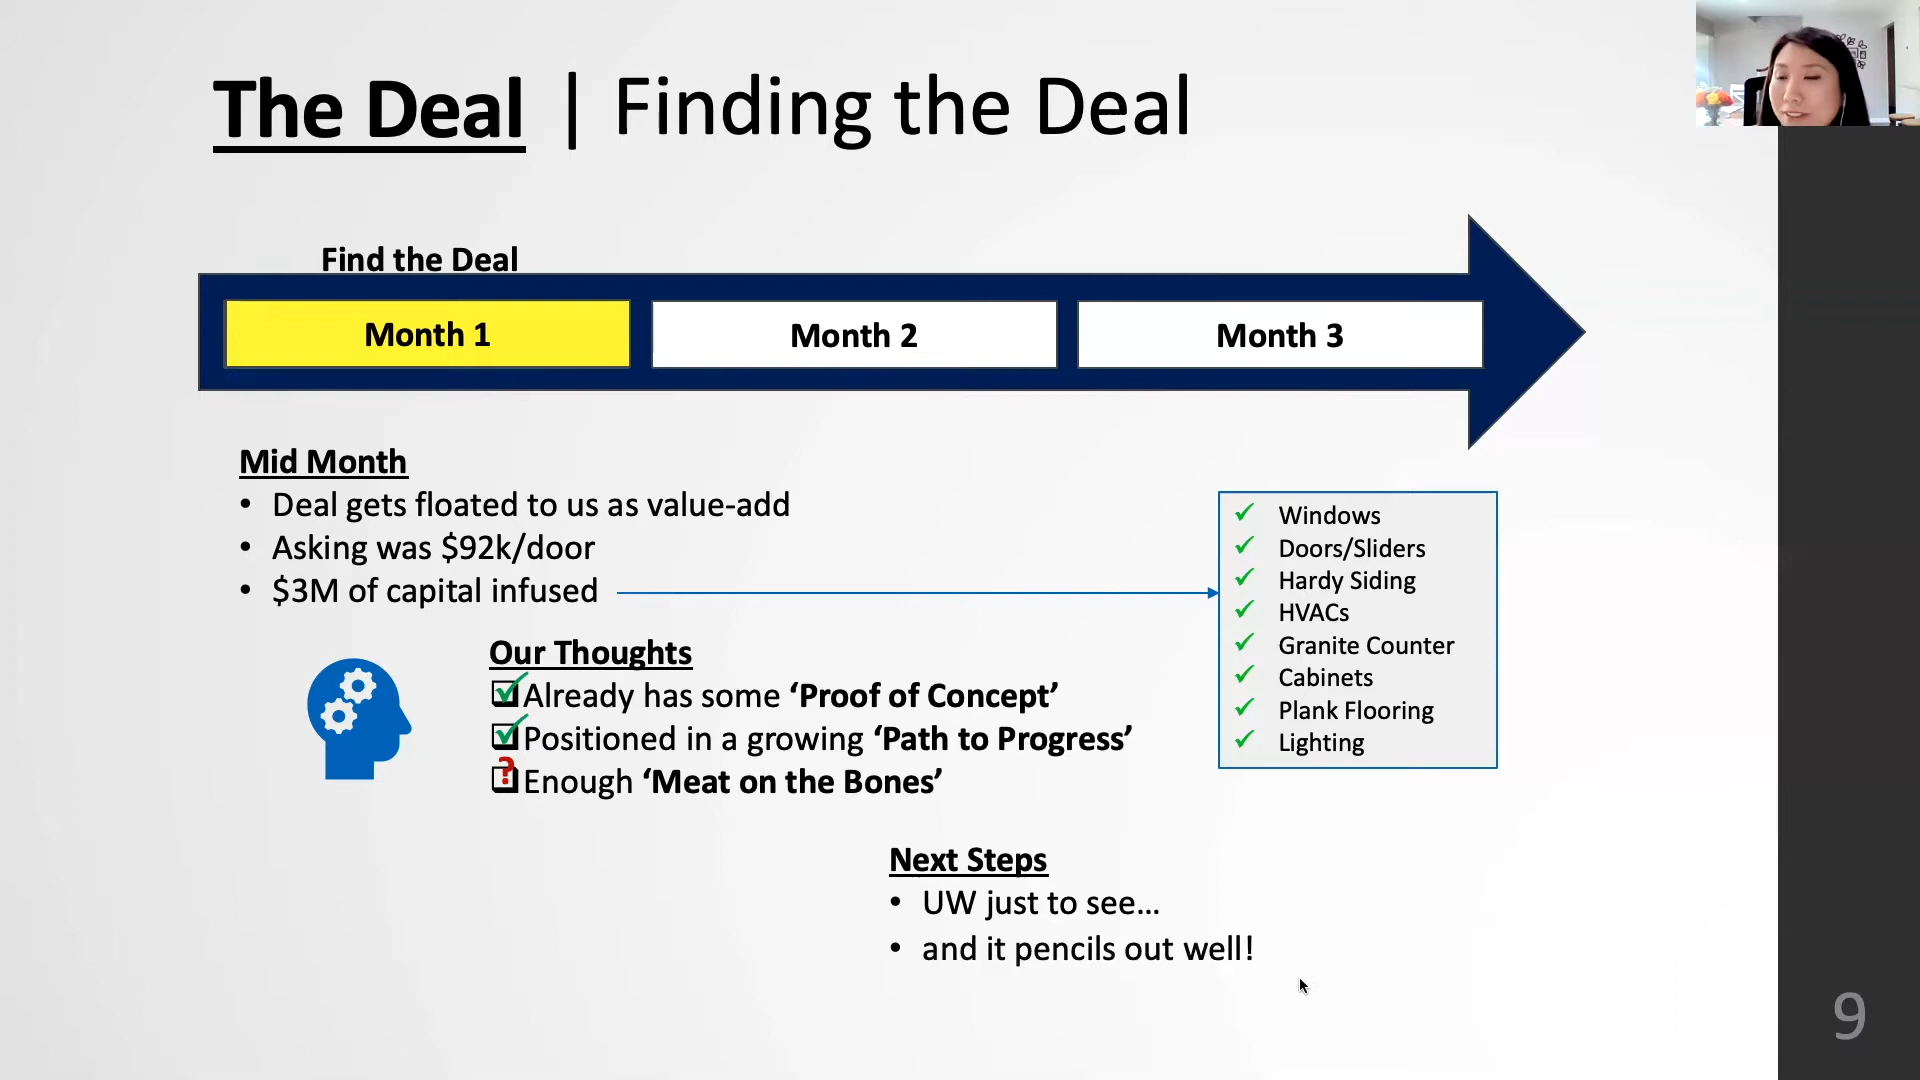 The Deal | Finding the Deal
Find the Deal
Month 1
Month 2
Month 3
Mid Month
• Deal gets floated to us as value-add
• Asking was $92k/door
• $3M of capital infused
✓ Windows
✓ Doors/Sliders
✓ Hardy Siding
✓ HVACs
✓ Granite Counter
✓ Cabinets
✓ Plank Flooring
✓ Lighting
Our Thoughts
Already has some ‘Proof of Concept’
Positioned in a growing ‘Path to Progress’
? Enough ‘Meat on the Bones’
Next Steps
• UW just to see...
• and it pencils out well!
9